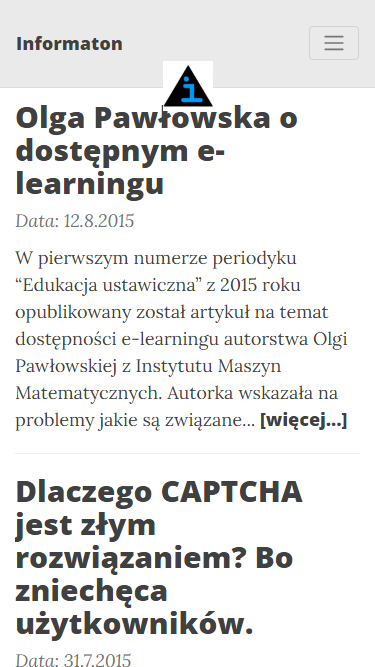 Informaton
i
Olga Pawłowska o
dostępnym e-
learningu
Data: 12.8.2015
W pierwszym numerze periodyku
“Edukacja ustawiczna” z 2015 roku
opublikowany został artykuł na temat
dostępności e-learningu autorstwa Olgi
Pawłowskiej z Instytutu Maszyn
Matematycznych. Autorka wskazała na
problemy jakie są związane... [więcej...]
Dlaczego CAPTCHA
jest złym
rozwiązaniem? Bo
zniechęca
użytkowników.
Data: 31.7.2015